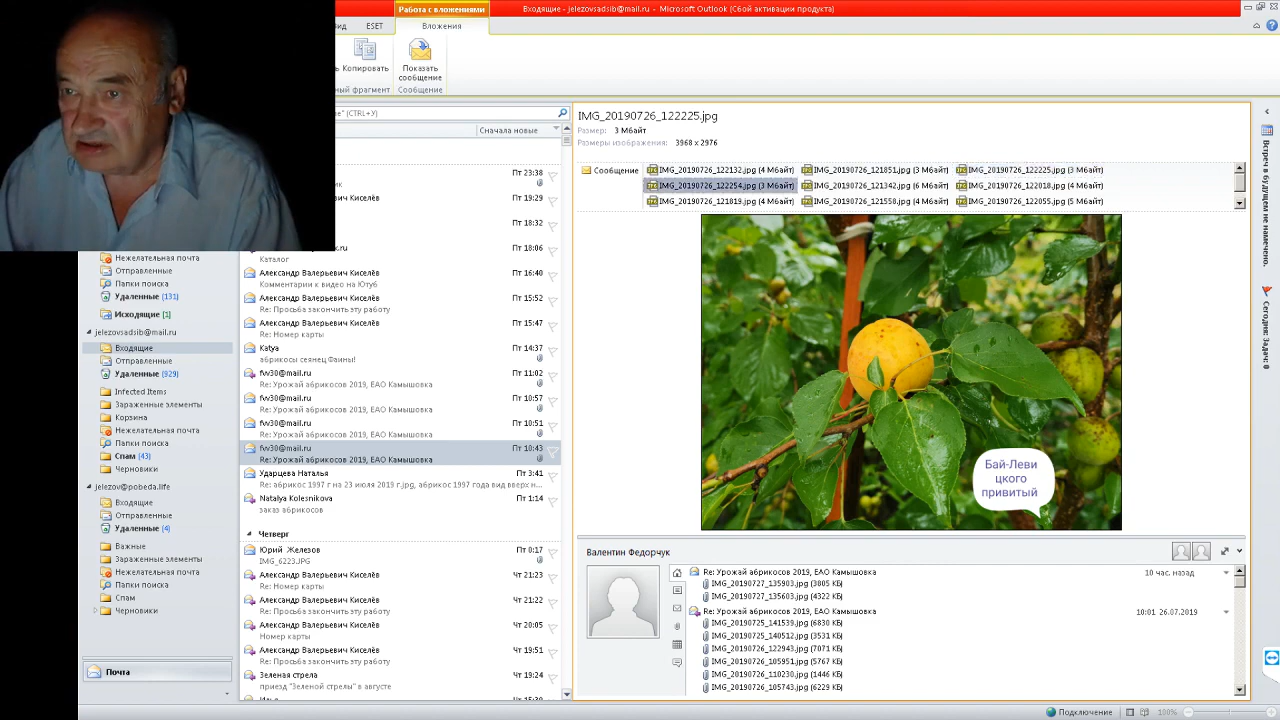 Работа с вложениями
Входящие - jelezovsadsib@mail.ru - Microsoft Outlook (Сбой активации продукта)
ESET
Вложения
Копировать
Показать
сообщение
Сообщение
(CTRL+У)
Сначала новые
Пт 23:38
Пт 19:29
Пт 18:32
Пт 18:06
Каталог
Александр Валерьевич Киселёв
Пт 16:40
Комментарии к видео на Ютуб
Александр Валерьевич Киселёв
Пт 15:52
Re: Просьба закончить эту работу
Александр Валерьевич Киселёв
Пт 15:47
Re: Номер карты
Katya
Пт 14:37
абрикосы сеянец Фаины!
fvv30@mail.ru
Пт 11:02
Re: Урожай абрикосов 2019, ЕАО Камышовка
fvv30@mail.ru
Пт 10:57
Re: Урожай абрикосов 2019, ЕАО Камышовка
fvv30@mail.ru
Пт 10:51
Re: Урожай абрикосов 2019, ЕАО Камышовка
fvv30@mail.ru
Пт 10:43
Re: Урожай абрикосов 2019, ЕАО Камышовка
Ударцева Наталья
Пт 3:41
Re: абрикос 1997 г на 23 июля 2019 г.jpg, абрикос 1997 года вид вверх н...
Natalya Kolesnikova
Пт 1:14
заказ абрикосов
Четверг
Юрий Железов
Пт 0:17
IMG_6223.JPG
Александр Валерьевич Киселёв
Чт 21:23
Re: Номер карты
Александр Валерьевич Киселёв
Чт 21:22
Re: Просьба закончить эту работу
Александр Валерьевич Киселёв
Чт 20:05
Номер карты
Александр Валерьевич Киселёв
Чт 19:51
Re: Просьба закончить эту работу
Зеленая стрела
Чт 19:24
приезд "Зеленой стрелы" в августе
Нежелательная почта
Отправленные
Папки поиска
Удаленные (131)
Исходящие [1]
jelezovsadsib@mail.ru
Входящие
Отправленные
Удаленные (929)
Infected Items
Зараженные элементы
Корзина
Нежелательная почта
Папки поиска
Спам (43)
Черновики
jelezov@pobeda.life
Входящие
Отправленные
Удаленные (4)
Важные
Зараженные элементы
Нежелательная почта
Папки поиска
Спам
Черновики
Почта
IMG_20190726_122225.jpg
Размер: 3 Мбайт
Размеры изображения: 3968 x 2976
Сообщение
IMG_20190726_122132.jpg (4 Мбайт)
IMG_20190726_121851.jpg (3 Мбайт)
IMG_20190726_122225.jpg (3 Мбайт)
IMG_20190726_122254.jpg (3 Мбайт)
IMG_20190726_121342.jpg (6 Мбайт)
IMG_20190726_122018.jpg (4 Мбайт)
IMG_20190726_121819.jpg (4 Мбайт)
IMG_20190726_121558.jpg (4 Мбайт)
IMG_20190726_122055.jpg (5 Мбайт)
Бай-Леви
цкого
привитый
Валентин Федорчук
Re: Урожай абрикосов 2019, ЕАО Камышовка
10 час. назад
IMG_20190727_135903.jpg (3805 КБ)
IMG_20190727_135603.jpg (4322 КБ)
Re: Урожай абрикосов 2019, ЕАО Камышовка
10:01 26.07.2019
IMG_20190725_141539.jpg (6830 КБ)
IMG_20190725_140512.jpg (3531 КБ)
IMG_20190726_122943.jpg (7071 КБ)
IMG_20190726_105951.jpg (5767 КБ)
IMG_20190726_110230.jpg (1446 КБ)
IMG_20190726_105743.jpg (6229 КБ)
Встреч в будущем не намечено.
Сегодня: Задач: 0
Подключение
100%